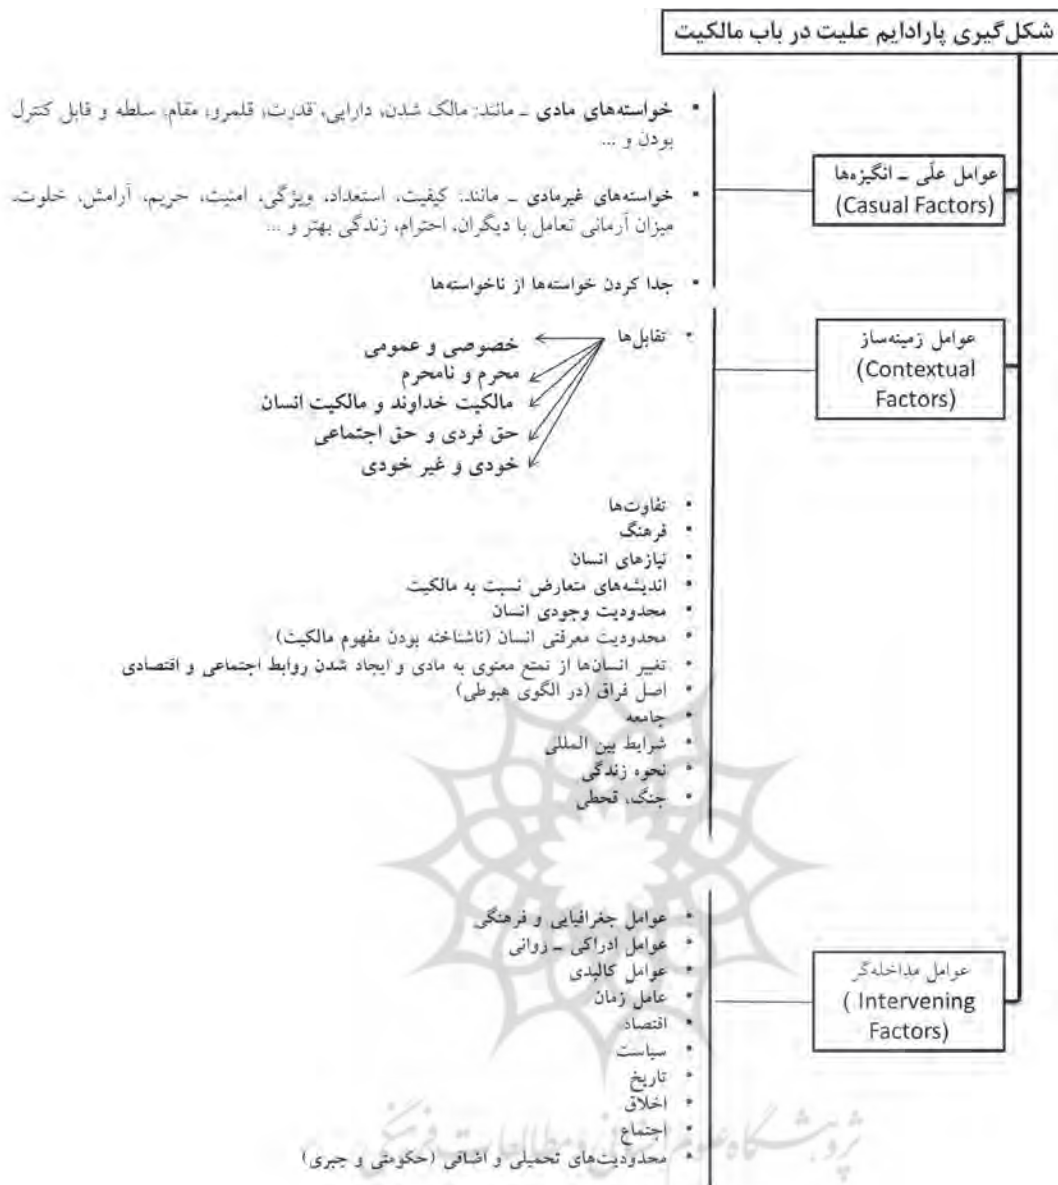 شکل‌گیری پارادایم علیت در باب مالکیت
عوامل علّی ـ انگیزه‌ها
(Casual Factors)
• خواسته‌های مادی ـ مانند: مالک شدن، دارایی، قدرت، قلمرو، مقام، سلطه و قابل کنترل
بودن و ...
• خواسته‌های غیرمادی ـ مانند: کیفیت، استعداد، ویژگی، امنیت، حریم، آرامش، خلوت،
میزان آرمانی تعامل با دیگران، احترام، زندگی بهتر و ...
• جدا کردن خواسته‌ها از ناخواسته‌ها
عوامل زمینه‌ساز
(Contextual
Factors)
• تقابل‌ها
خصوصی و عمومی
محرم و نامحرم
مالکیت خداوند و مالکیت انسان
حق فردی و حق اجتماعی
خودی و غیر خودی
• تفاوت‌ها
• فرهنگ
• نیازهای انسان
• اندیشه‌های متعارض نسبت به مالکیت
• محدودیت وجودی انسان
• محدودیت معرفتی انسان (ناشناخته بودن مفهوم مالکیت)
• تغییر انسان‌ها از تمتع معنوی به مادی و ایجاد شدن روابط اجتماعی و اقتصادی
• اصل فراق (در الگوی هبوطی)
• جامعه
• شرایط بین المللی
• نحوه زندگی
• جنگ، قحطی
عوامل مداخله‌گر
( Intervening
Factors)
• عوامل جغرافیایی و فرهنگی
• عوامل ادراکی ـ روانی
• عوامل کالبدی
• عامل زمان
• اقتصاد
• سیاست
• تاریخ
• اخلاق
• اجتماع
• محدودیت‌های تحمیلی و اضافی (حکومتی و جبری)
پژوهشگاه علوم انسانی و مطالعات فرهنگی